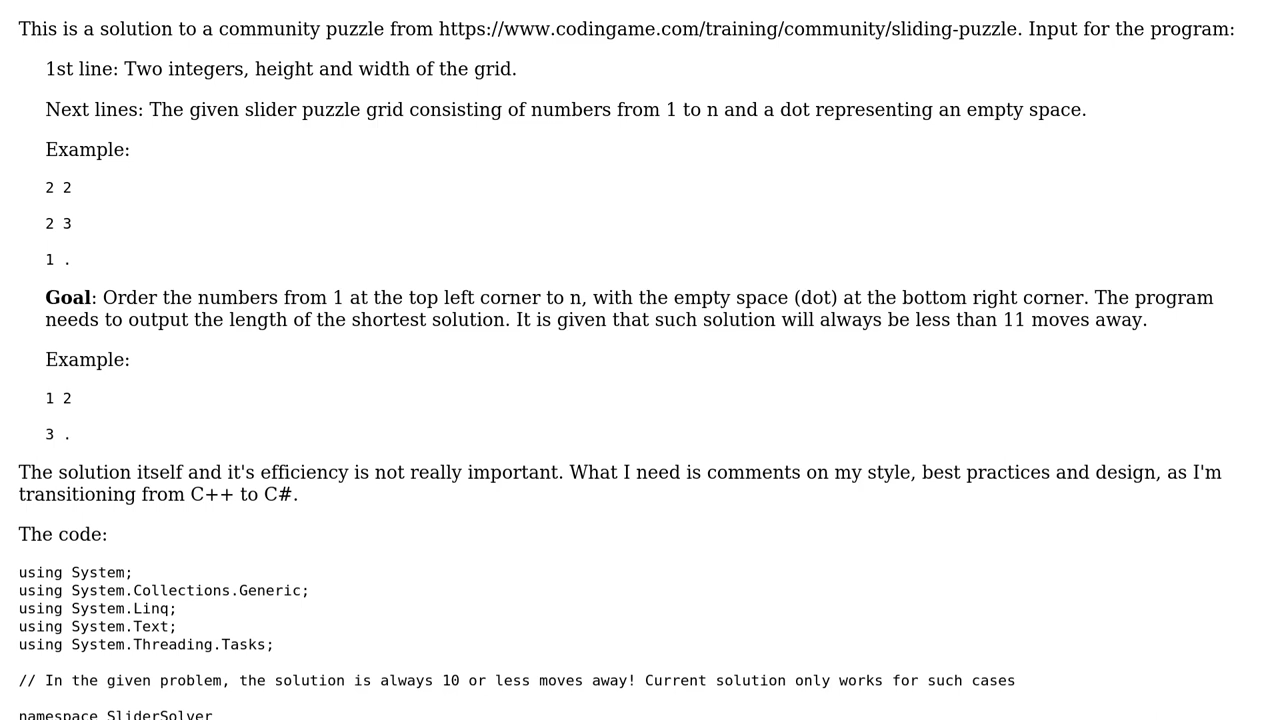 This is a solution to a community puzzle from https://www.codingame.com/training/community/sliding-puzzle. Input for the program:
1st line: Two integers, height and width of the grid.
Next lines: The given slider puzzle grid consisting of numbers from 1 to n and a dot representing an empty space.
Example:
2 2
2 3
1 .
Goal: Order the numbers from 1 at the top left corner to n, with the empty space (dot) at the bottom right corner. The program
needs to output the length of the shortest solution. It is given that such solution will always be less than 11 moves away.
Example:
1 2
3 .
The solution itself and it's efficiency is not really important. What I need is comments on my style, best practices and design, as I'm
transitioning from C++ to C#.
The code:
using System;
using System.Collections.Generic;
using System.Linq;
using System.Text;
using System.Threading.Tasks;
// In the given problem, the solution is always 10 or less moves away! Current solution only works for such cases
namespace SliderSolver